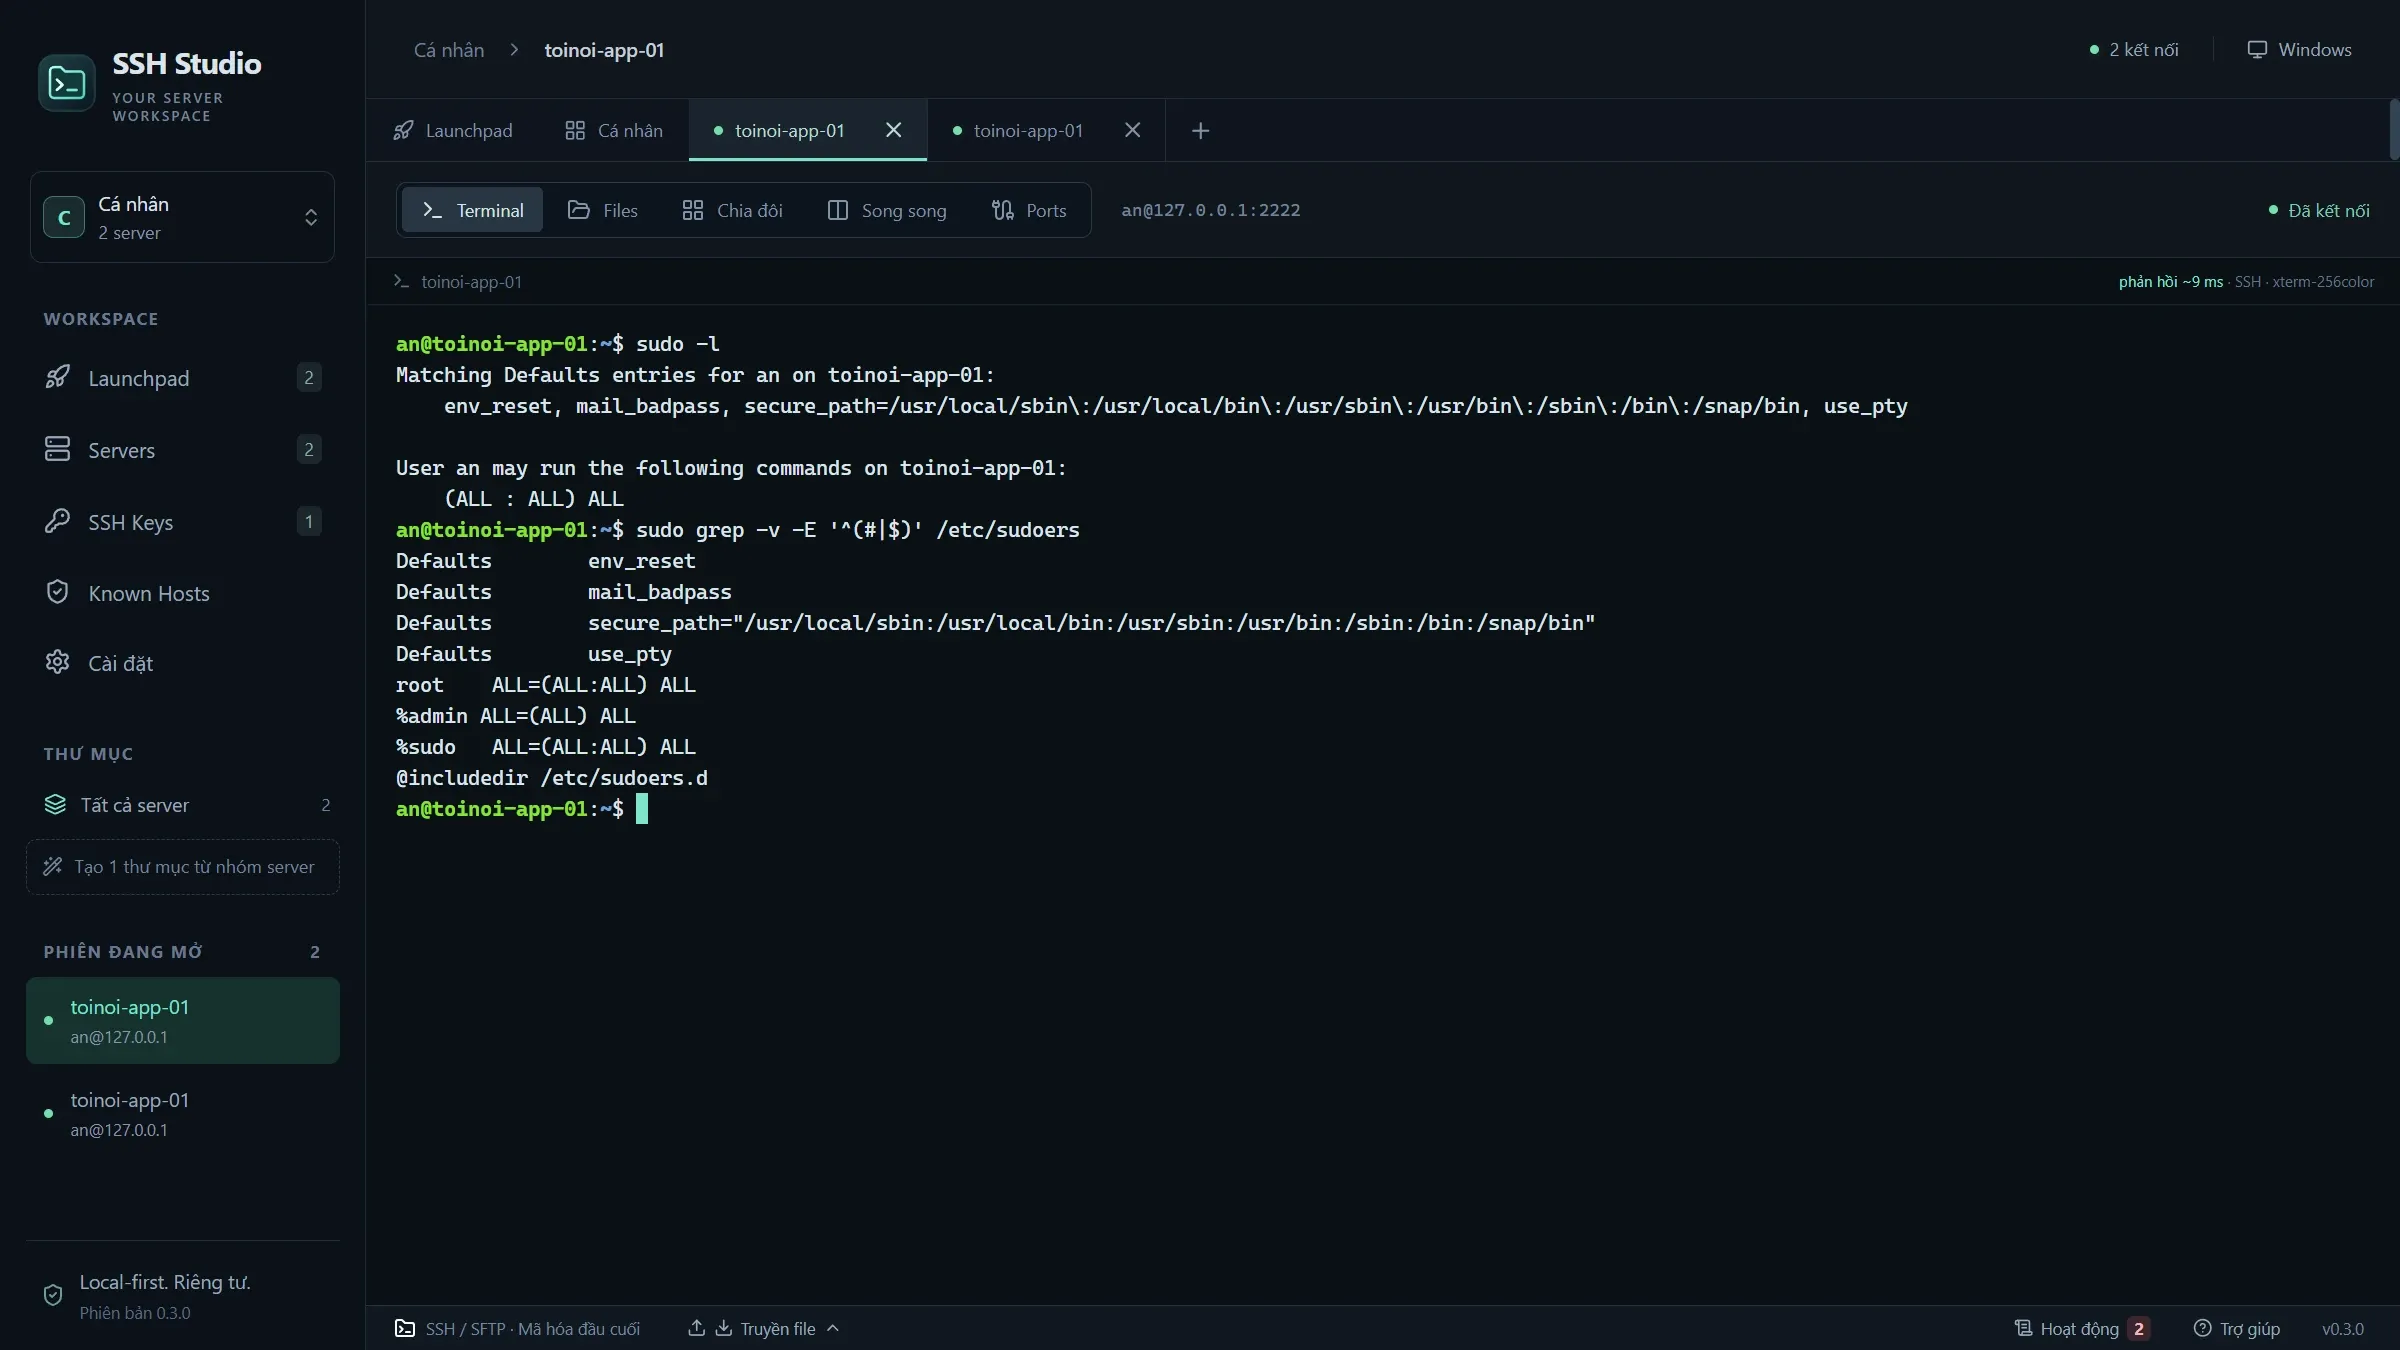 SSH Studio
YOUR SERVER
WORKSPACE
C
Cá nhân
2 server
WORKSPACE
Launchpad 2
Servers 2
SSH Keys 1
Known Hosts
Cài đặt
THƯ MỤC
Tất cả server 2
Tạo 1 thư mục từ nhóm server
PHIÊN ĐANG MỞ 2
toinoi-app-01
an@127.0.0.1
toinoi-app-01
an@127.0.0.1
Local-first. Riêng tư.
Phiên bản 0.3.0
Cá nhân > toinoi-app-01
2 kết nối
Windows
Launchpad
Cá nhân
toinoi-app-01
toinoi-app-01
Terminal
Files
Chia đôi
Song song
Ports
an@127.0.0.1:2222
Đã kết nối
toinoi-app-01
phản hồi ~9 ms · SSH · xterm-256color
an@toinoi-app-01:~$ sudo -l
Matching Defaults entries for an on toinoi-app-01:
    env_reset, mail_badpass, secure_path=/usr/local/sbin\:/usr/local/bin\:/usr/sbin\:/usr/bin\:/sbin\:/bin\:/snap/bin, use_pty
User an may run the following commands on toinoi-app-01:
    (ALL : ALL) ALL
an@toinoi-app-01:~$ sudo grep -v -E '^(#|$)' /etc/sudoers
Defaults        env_reset
Defaults        mail_badpass
Defaults        secure_path="/usr/local/sbin:/usr/local/bin:/usr/sbin:/usr/bin:/sbin:/bin:/snap/bin"
Defaults        use_pty
root    ALL=(ALL:ALL) ALL
%admin ALL=(ALL) ALL
%sudo   ALL=(ALL:ALL) ALL
@includedir /etc/sudoers.d
an@toinoi-app-01:~$
SSH / SFTP · Mã hóa đầu cuối
Truyền file
Hoạt động 2
Trợ giúp
v0.3.0